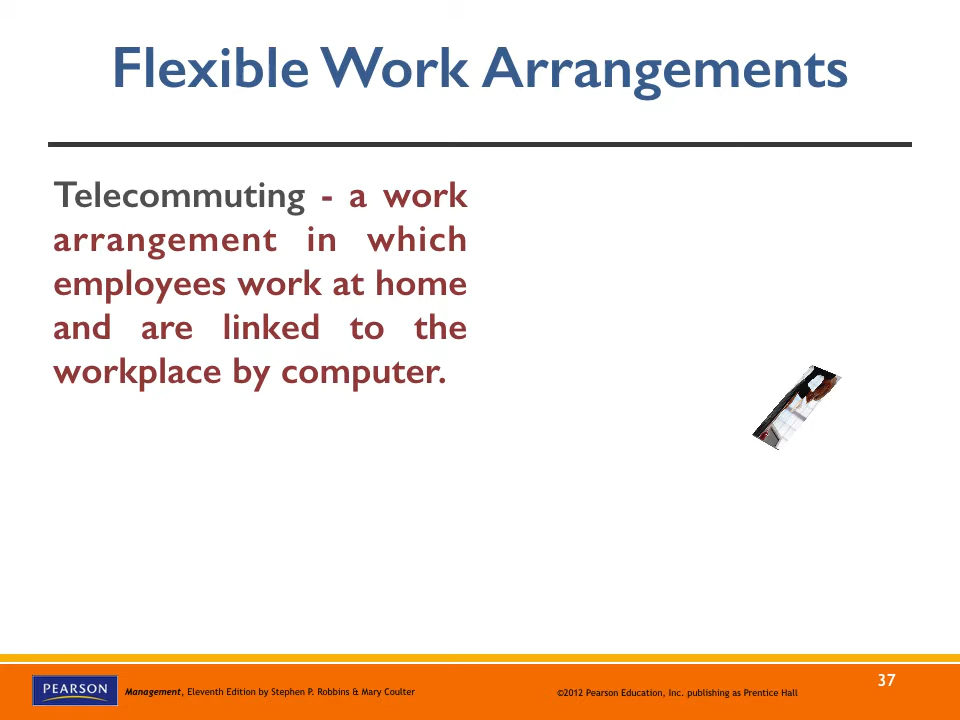 Flexible Work Arrangements
Telecommuting - a work
arrangement in which
employees work at home
and are linked to the
workplace by computer.
37
PEARSON
Management, Eleventh Edition by Stephen P. Robbins & Mary Coulter
©2012 Pearson Education, Inc. publishing as Prentice Hall